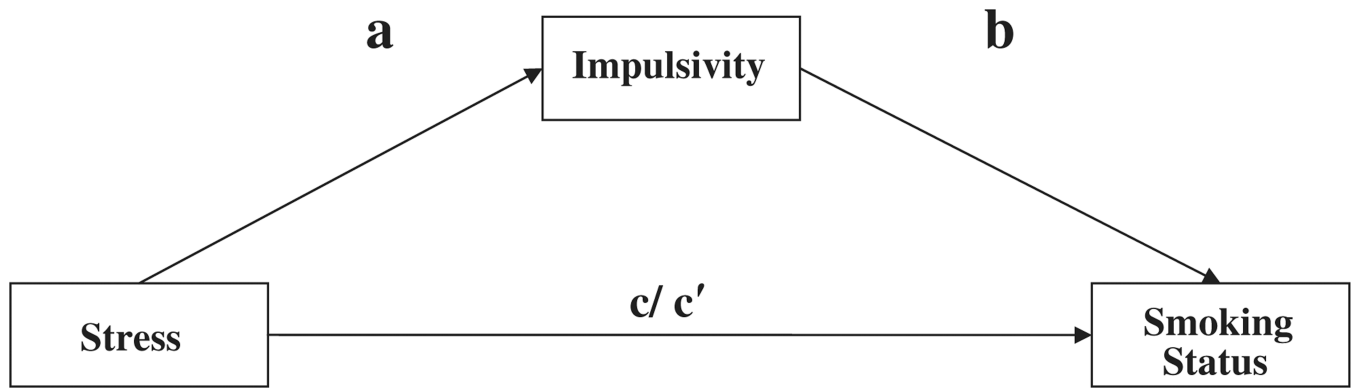 a
b
Impulsivity
c/ c′
Stress
Smoking
Status